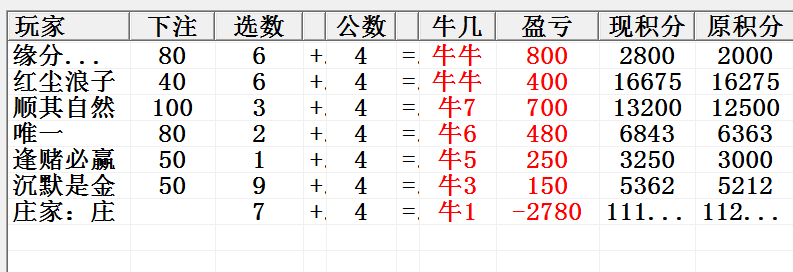 玩家 下注 选数 公数 牛几 盈亏 现积分 原积分
缘分... 80 6 +. 4 =. 牛牛 800 2800 2000
红尘浪子 40 6 +. 4 =. 牛牛 400 16675 16275
顺其自然 100 3 +. 4 =. 牛7 700 13200 12500
唯一 80 2 +. 4 =. 牛6 480 6843 6363
逢赌必赢 50 1 +. 4 =. 牛5 250 3250 3000
沉默是金 50 9 +. 4 =. 牛3 150 5362 5212
庄家：庄 7 +. 4 =. 牛1 -2780 111... 112...